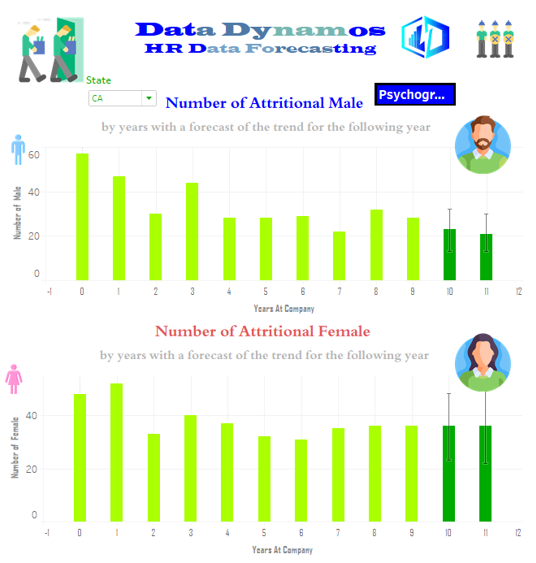 Data Dynamos
HR Data Forecasting
State
CA
Psychogr...
Number of Attritional Male
by years with a forecast of the trend for the following year
60
40
20
0
Number of Male
-1 0 1 2 3 4 5 6 7 8 9 10 11 12
Years At Company
Number of Attritional Female
by years with a forecast of the trend for the following year
40
20
0
Number of Female
-1 0 1 2 3 4 5 6 7 8 9 10 11 12
Years At Company